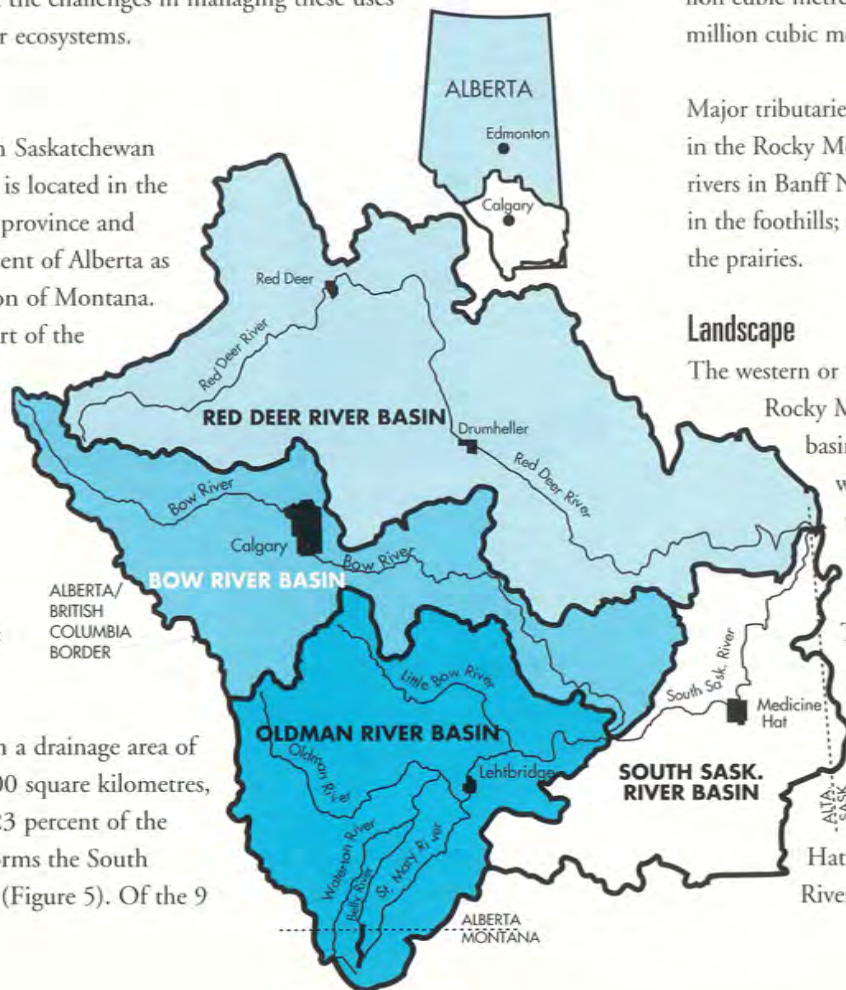 the challenges in managing these uses
ecosystems.
Saskatchewan
is located in the
province and
ent of Alberta as
on of Montana.
rt of the
n a drainage area of
00 square kilometres,
23 percent of the
orms the South
(Figure 5). Of the 9
million cubic me
Major tributarie
in the Rocky M
rivers in Banff N
in the foothills;
the prairies.
Landscape
The western or
Rocky M
basin
w
T
Hat
River
ALBERTA
Edmonton
Calgary
Red Deer
Red Deer River
RED DEER RIVER BASIN
Drumheller
Red Deer River
Bow River
Calgary
Bow River
BOW RIVER BASIN
ALBERTA/
BRITISH
COLUMBIA
BORDER
Little Bow River
OLDMAN RIVER BASIN
Oldman River
Lehtbridge
Waterton River
Belly River
St. Mary River
South Sask. River
Medicine
Hat
SOUTH SASK.
RIVER BASIN
ALTA.
SASK
ALBERTA
MONTANA